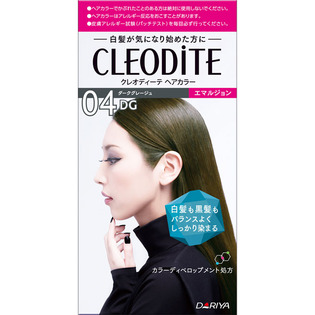 ●ヘアカラーでかぶれたことのある方は絶対に使用しないでください。
●ヘアカラーはアレルギー反応をおこすことがあります。
●皮膚アレルギー試験(パッチテスト)を毎回必ず行ってください。
白髪が気になり始めた方に
CLEODiTE
クレオディーテ ヘアカラー
04DG
ダークグレージュ
エマルジョン
白髪も黒髪も
バランスよく
しっかり染まる
カラーディベロップメント処方
DARIYA